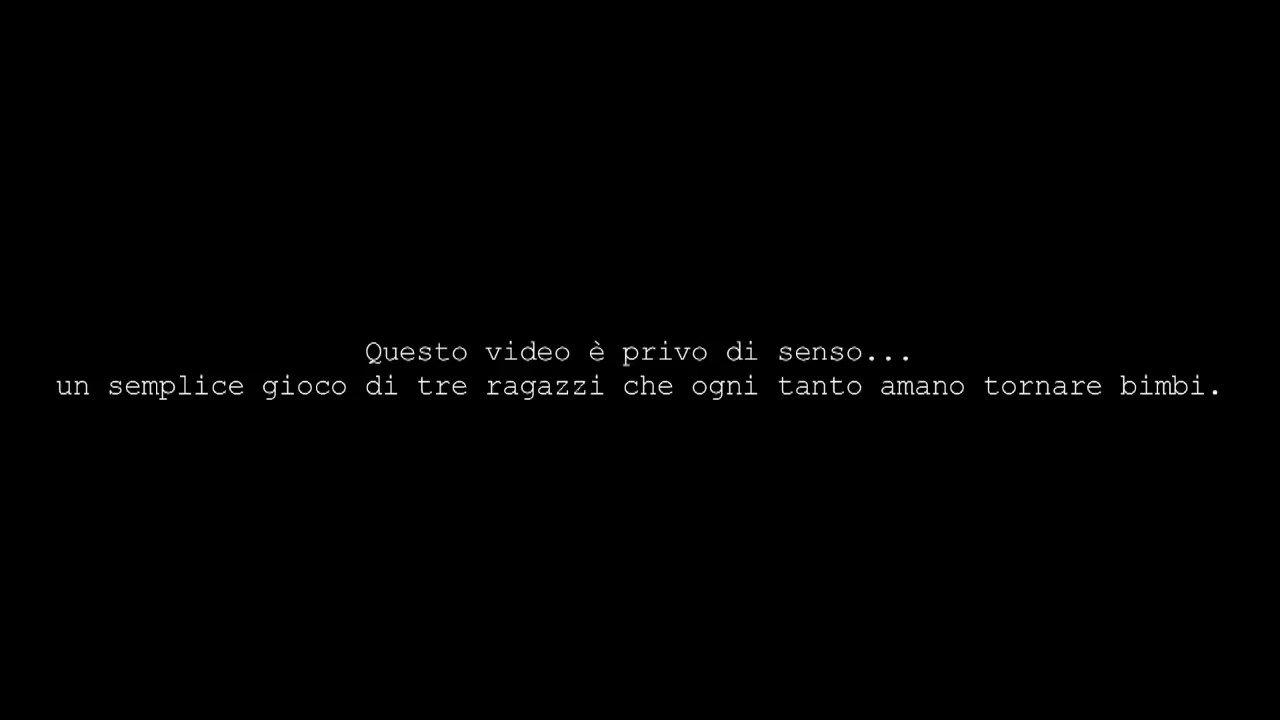 Questo video è privo di senso...
un semplice gioco di tre ragazzi che ogni tanto amano tornare bimbi.